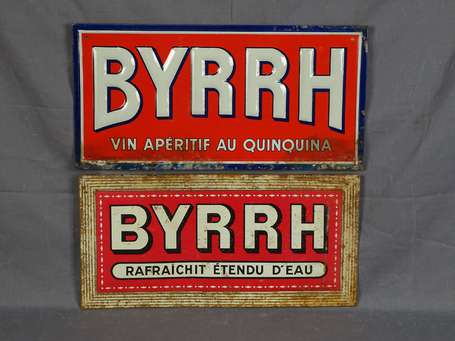 BYRRH
VIN APÉRITIF AU QUINQUINA
BYRRH
RAFRAÎCHIT ÉTENDU D'EAU